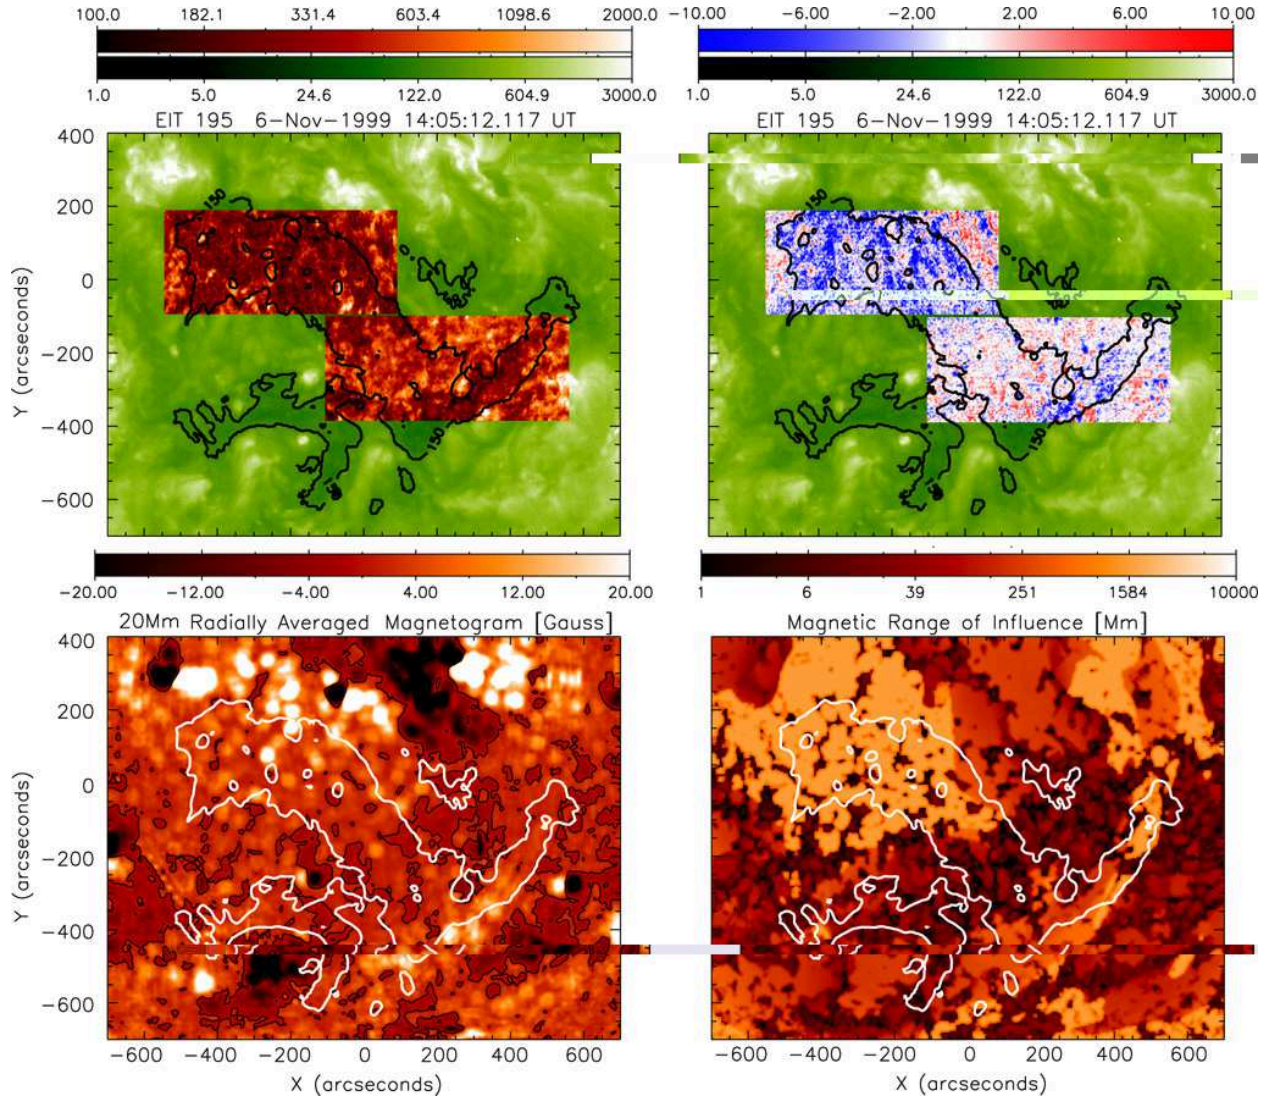 100.0 182.1 331.4 603.4 1098.6 2000.0
1.0 5.0 24.6 122.0 604.9 3000.0
EIT 195 6-Nov-1999 14:05:12.117 UT
400
200
0
-200
-400
-600
Y (arcseconds)
150
150
-10.00 -6.00 -2.00 2.00 6.00 10.00
1.0 5.0 24.6 122.0 604.9 3000.0
EIT 195 6-Nov-1999 14:05:12.117 UT
150
150
-20.00 -12.00 -4.00 4.00 12.00 20.00
20Mm Radially Averaged Magnetogram [Gauss]
400
200
0
-200
-400
-600
Y (arcseconds)
-600 -400 -200 0 200 400 600
X (arcseconds)
1 6 39 251 1584 10000
Magnetic Range of Influence [Mm]
-600 -400 -200 0 200 400 600
X (arcseconds)